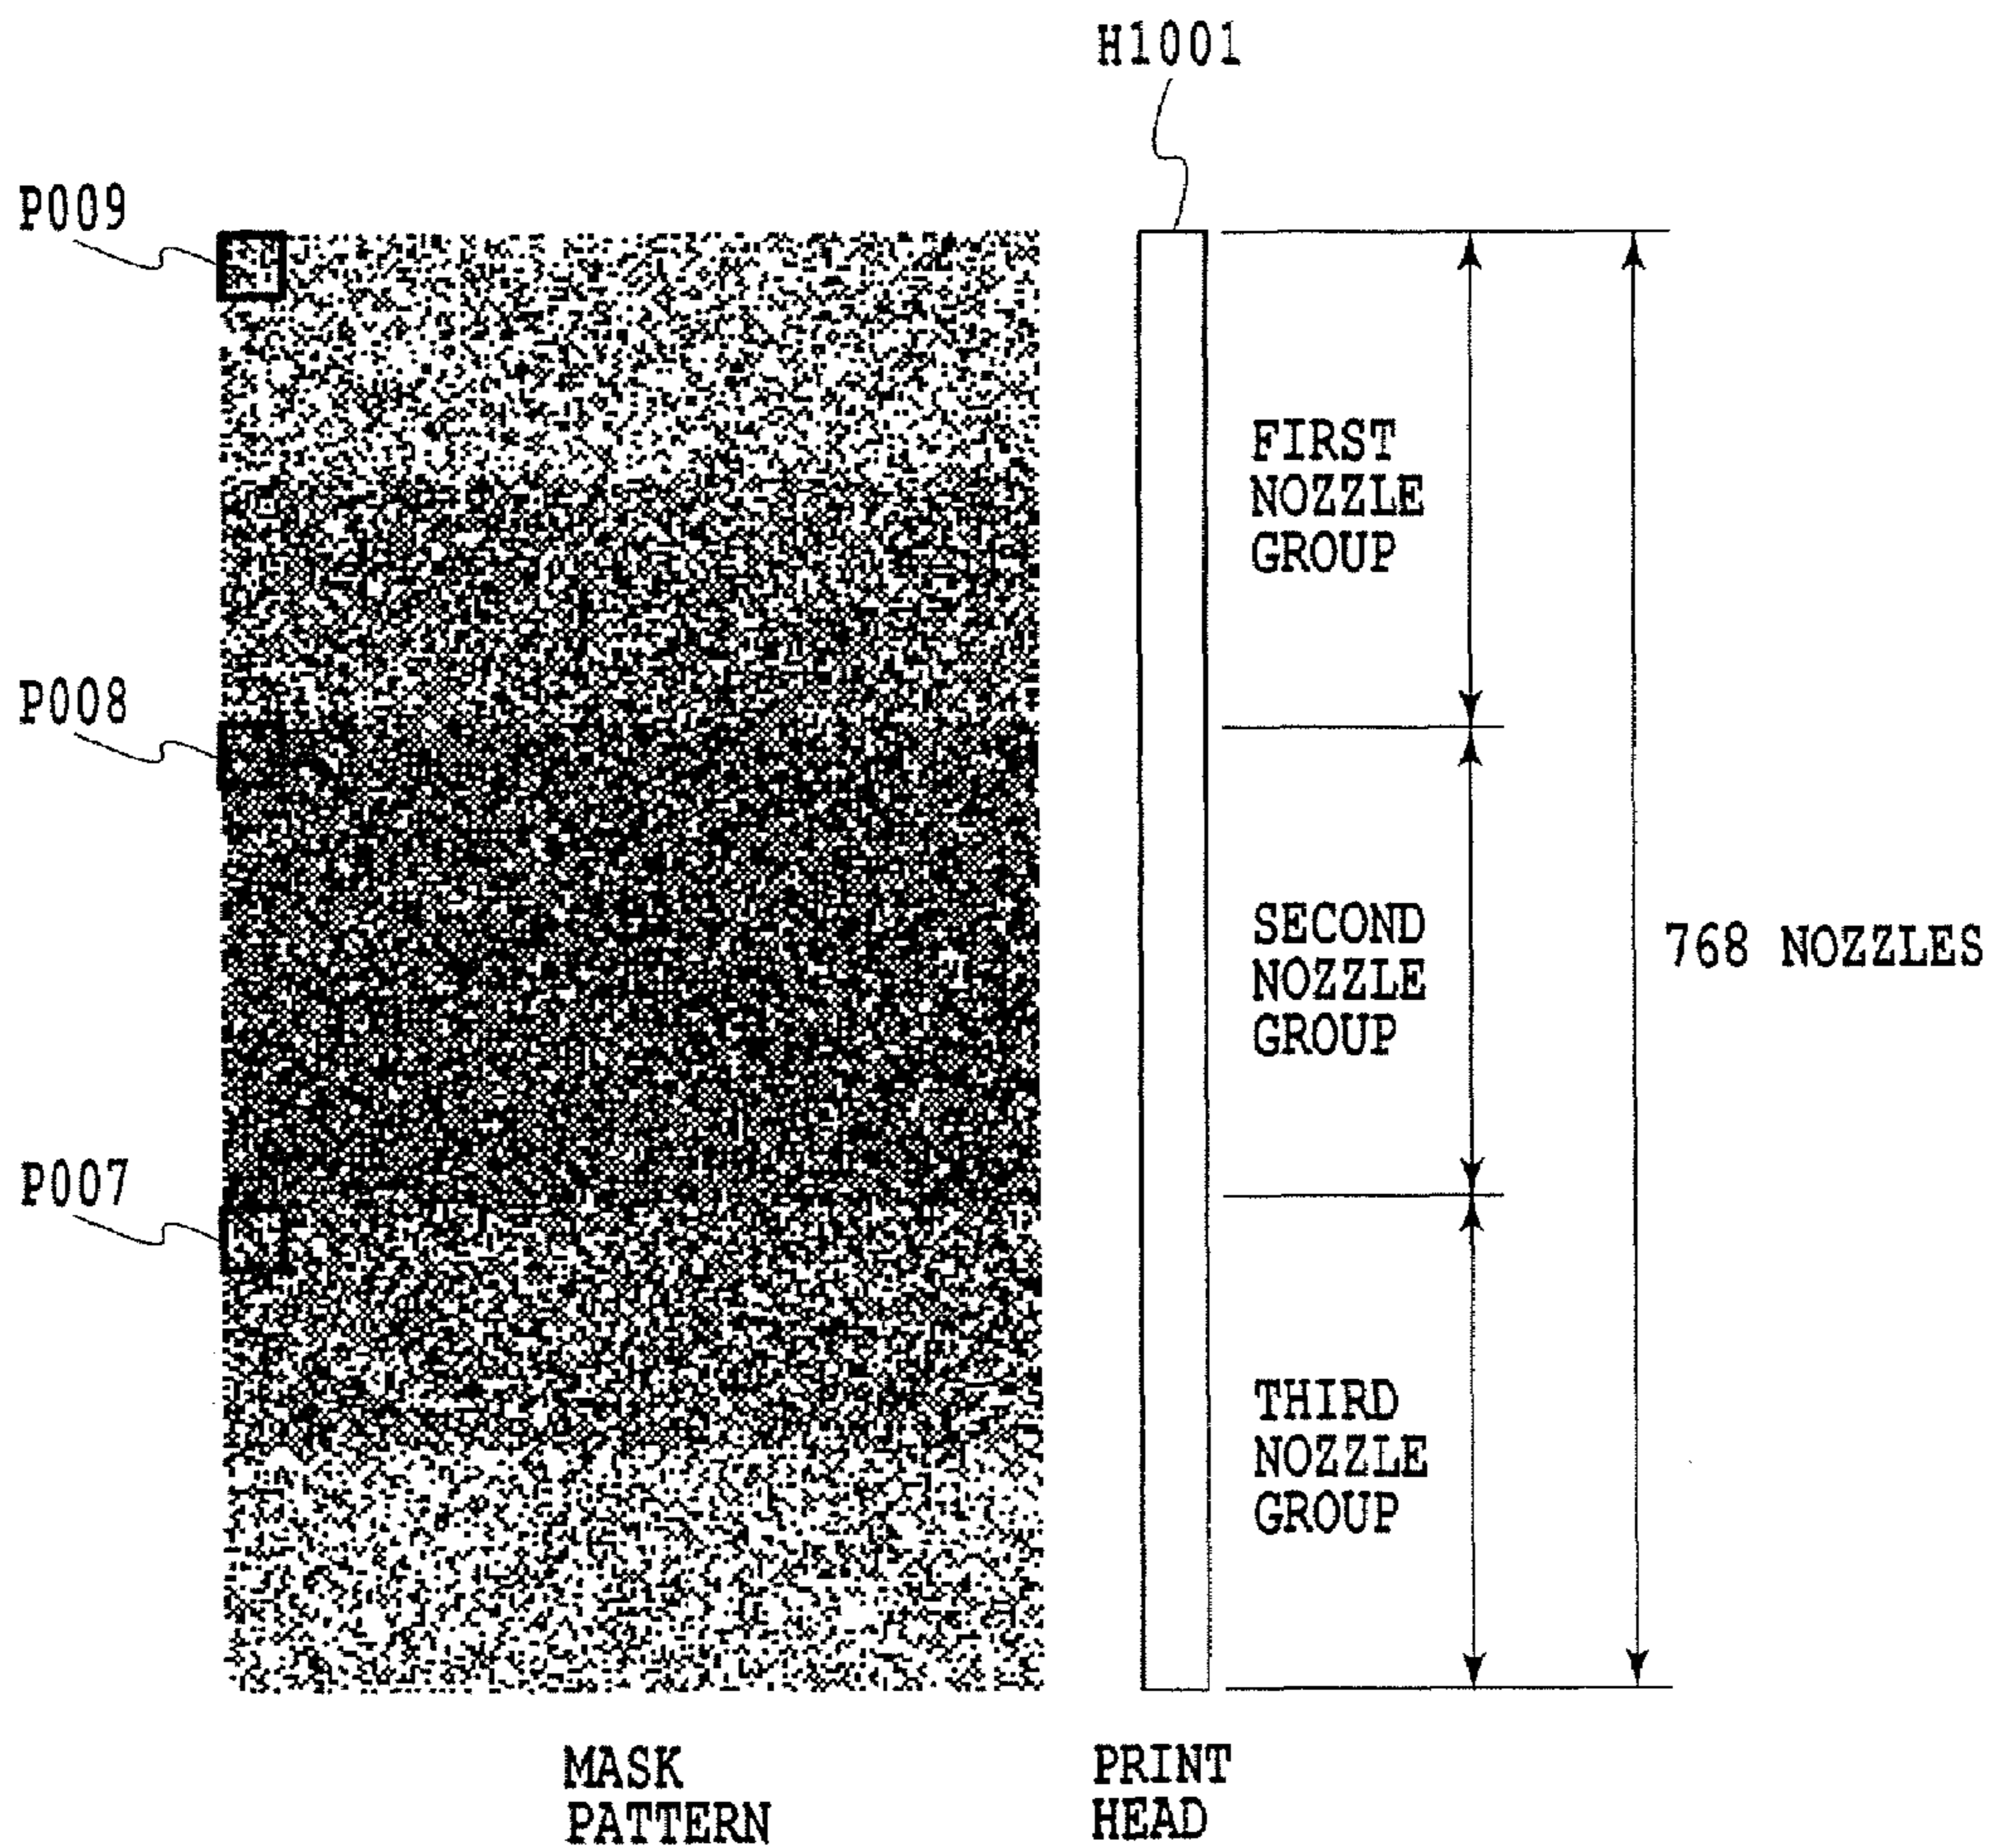 H1001
P009
FIRST
NOZZLE
GROUP
P008
SECOND
NOZZLE
GROUP
768 NOZZLES
P007
THIRD
NOZZLE
GROUP
MASK
PATTERN
PRINT
HEAD